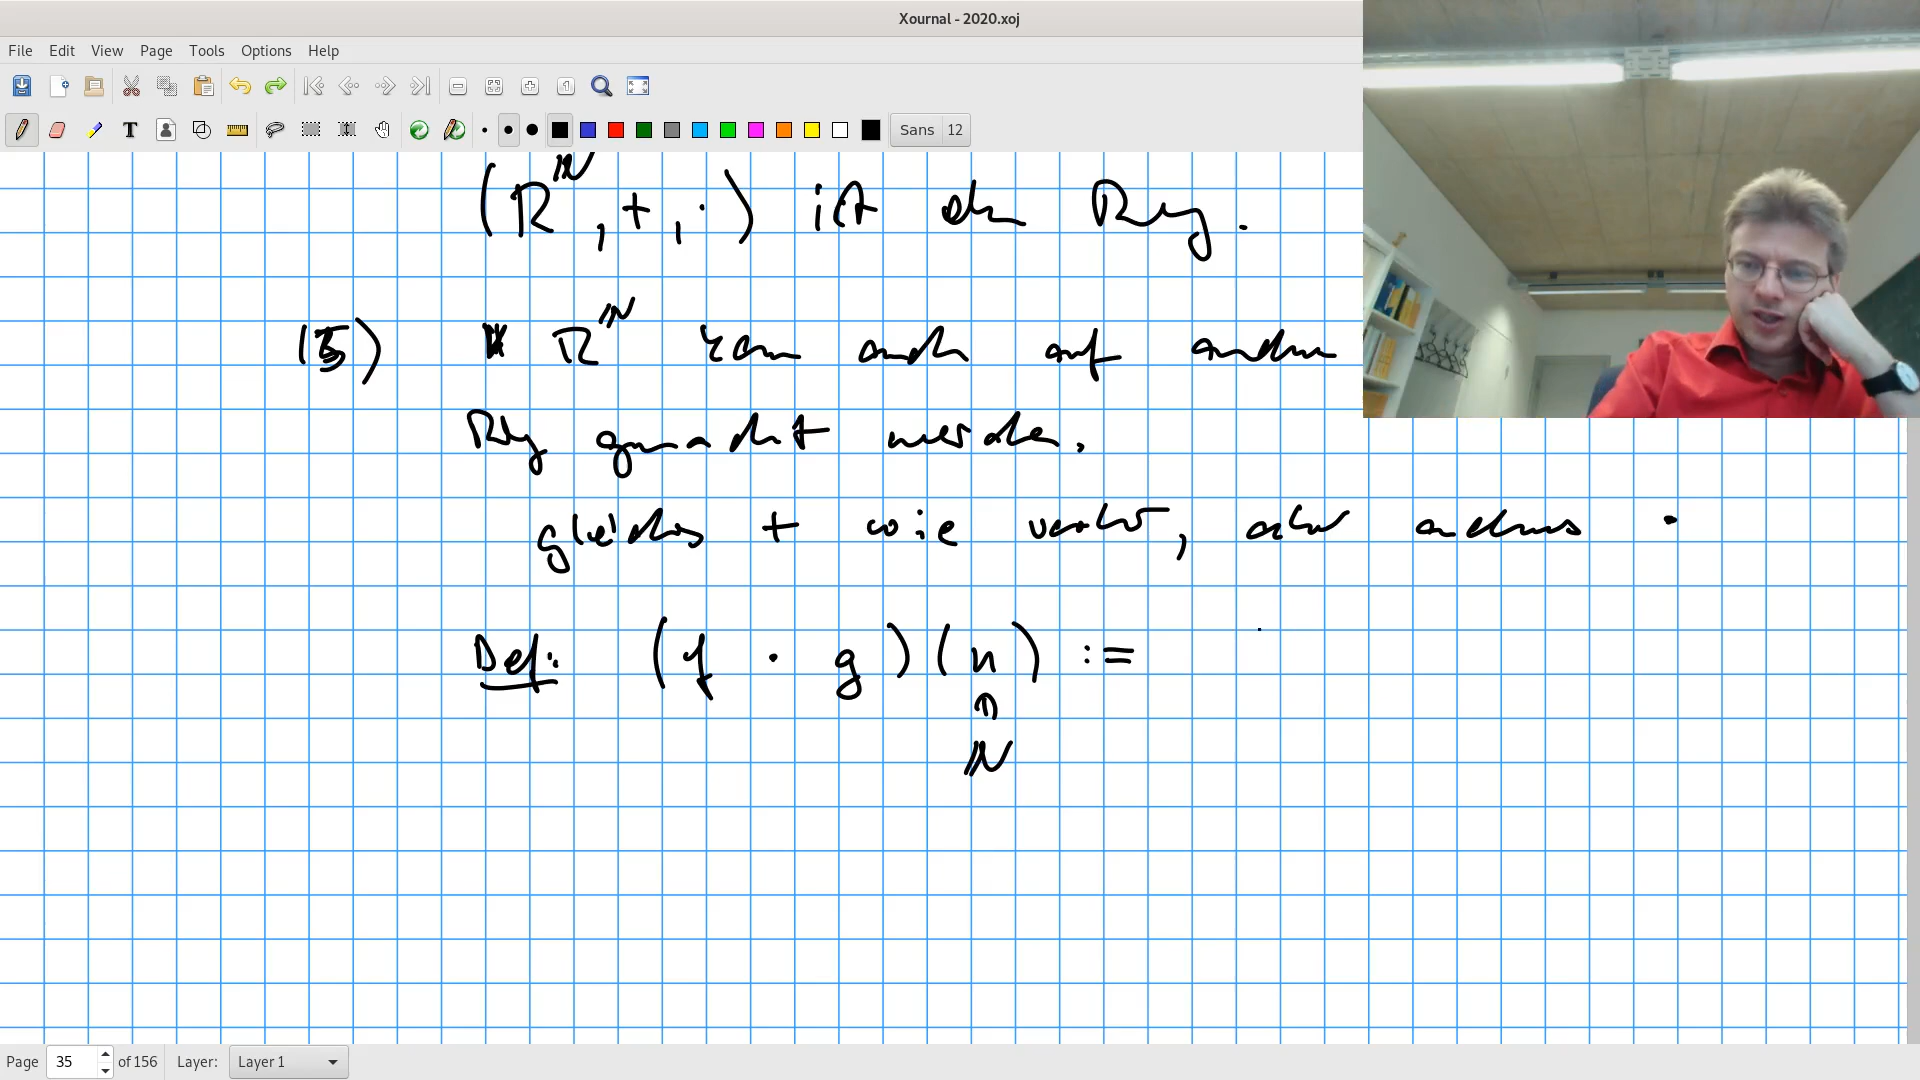 Xournal - 2020.xoj
File Edit View Page Tools Options Help
Sans 12
(R^ℕ, +, ·) ist ein Ring.
(5) R^ℕ kann auch auf andere
Ring gemacht werden.
gleiches + wie vorher, aber anderes ·
Def: (f · g)(n) :=
∩
ℕ
Page 35 of 156 Layer: Layer 1